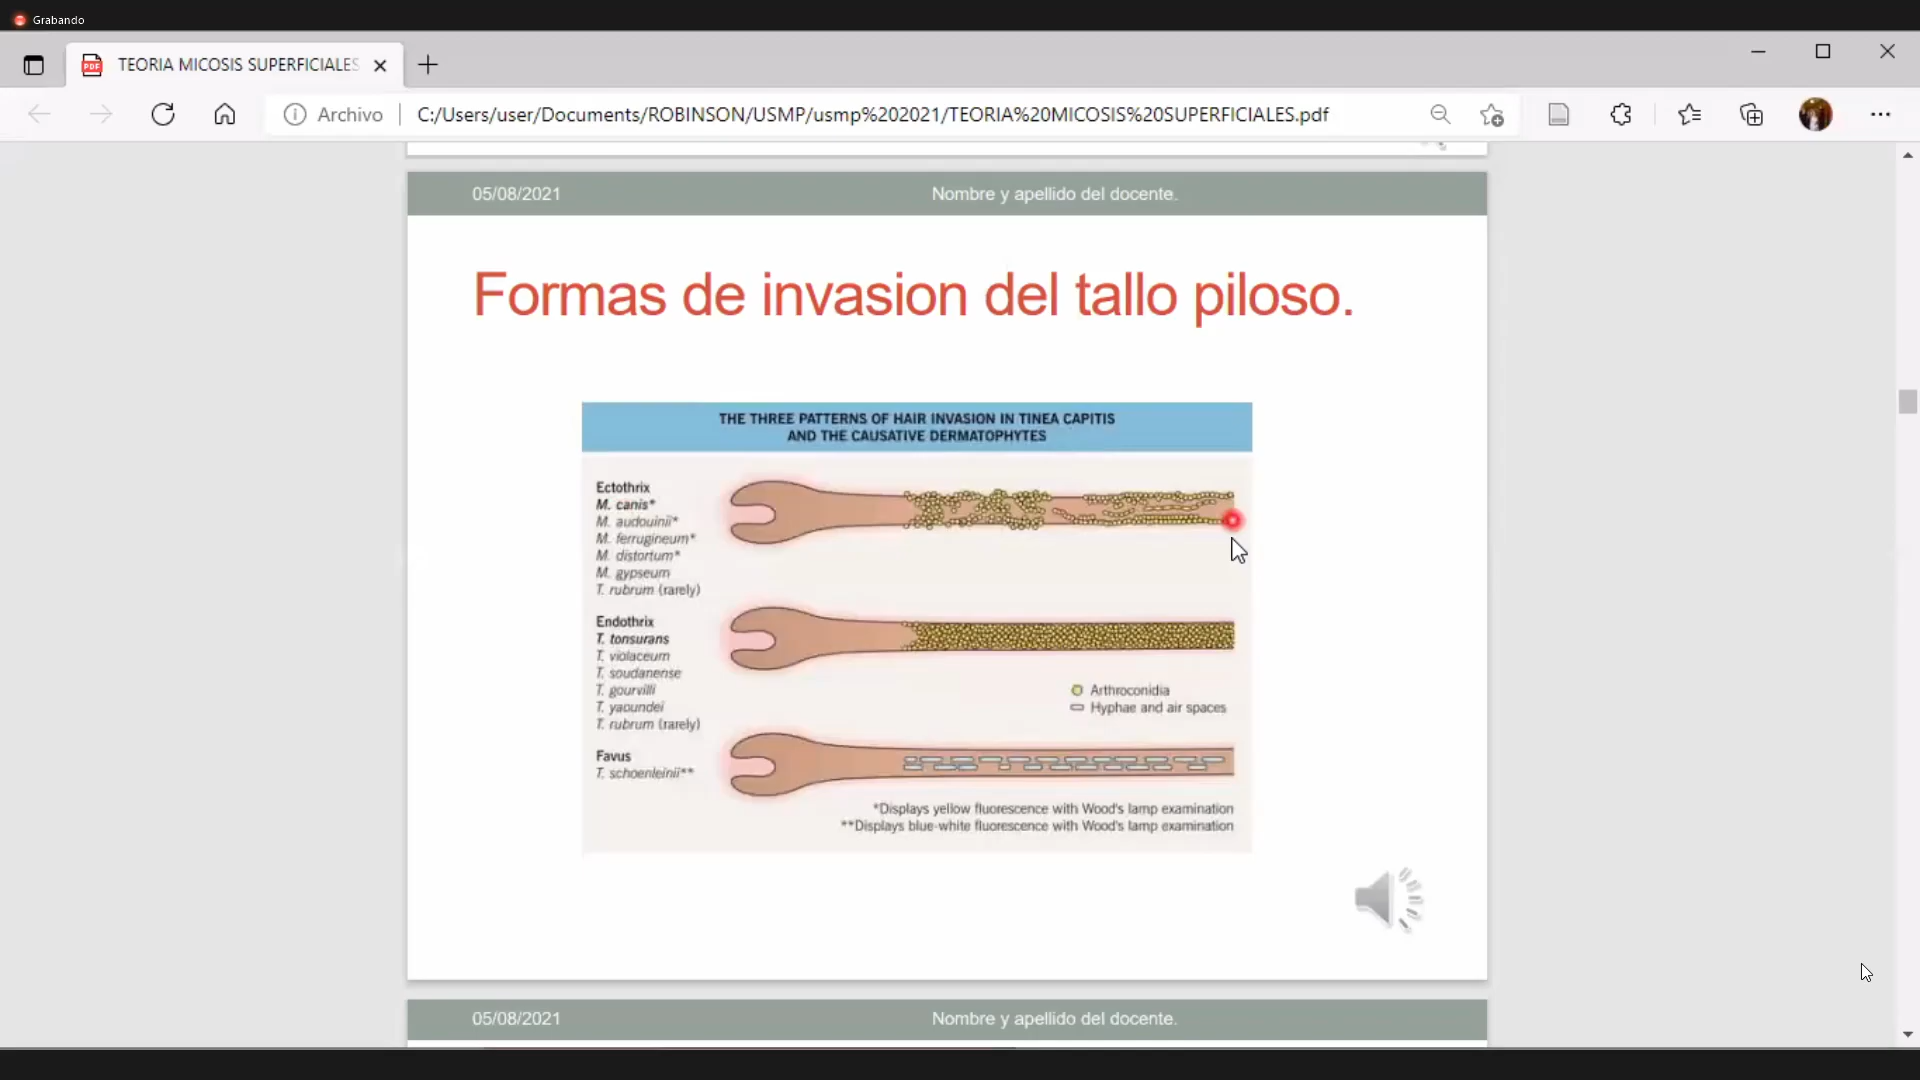 Grabando
TEORIA MICOSIS SUPERFICIALES
Archivo
C:/Users/user/Documents/ROBINSON/USMP/usmp%202021/TEORIA%20MICOSIS%20SUPERFICIALES.pdf
05/08/2021 Nombre y apellido del docente.
Formas de invasion del tallo piloso.
THE THREE PATTERNS OF HAIR INVASION IN TINEA CAPITIS
AND THE CAUSATIVE DERMATOPHYTES
Ectothrix
M. canis*
M. audouinii*
M. ferrugineum*
M. distortum*
M. gypseum
T. rubrum (rarely)
Endothrix
T. tonsurans
T. violaceum
T. soudanense
T. gourvilli
T. yaoundei
T. rubrum (rarely)
Arthroconidia
Hyphae and air spaces
Favus
T. schoenleinii**
*Displays yellow fluorescence with Wood's lamp examination
**Displays blue-white fluorescence with Wood's lamp examination
05/08/2021 Nombre y apellido del docente.